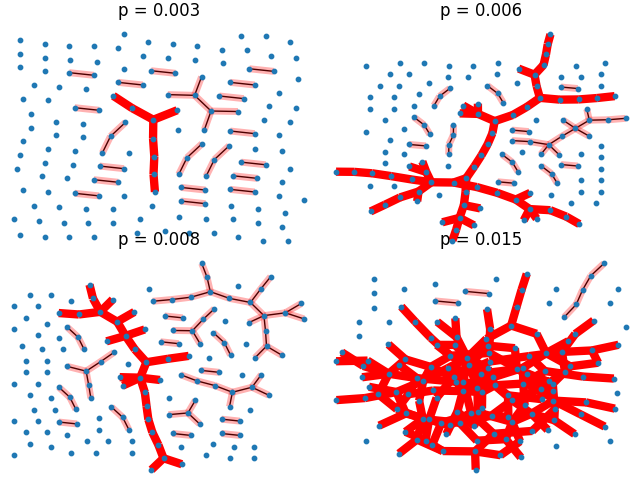 p = 0.003
p = 0.006
p = 0.008
p = 0.015